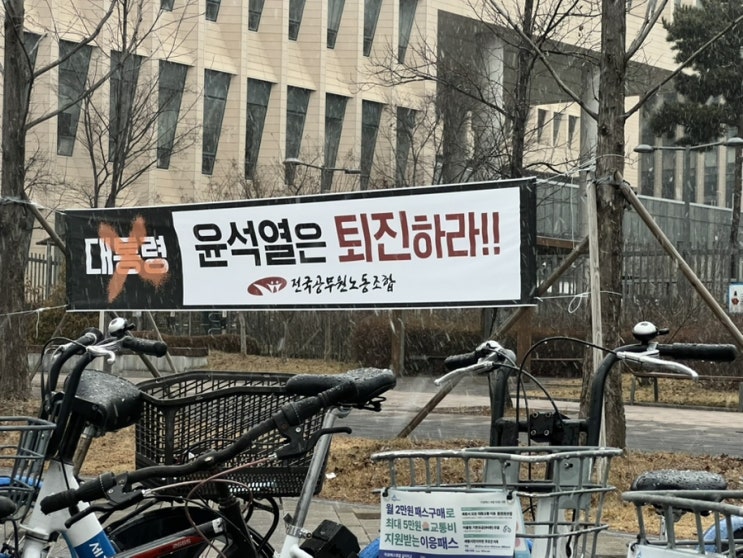 대통령 윤석열은 퇴진하라!!
전국공무원노동조합
월 2만원 패스구매로
최대 5만원 교통비
지원받는 이응패스
세